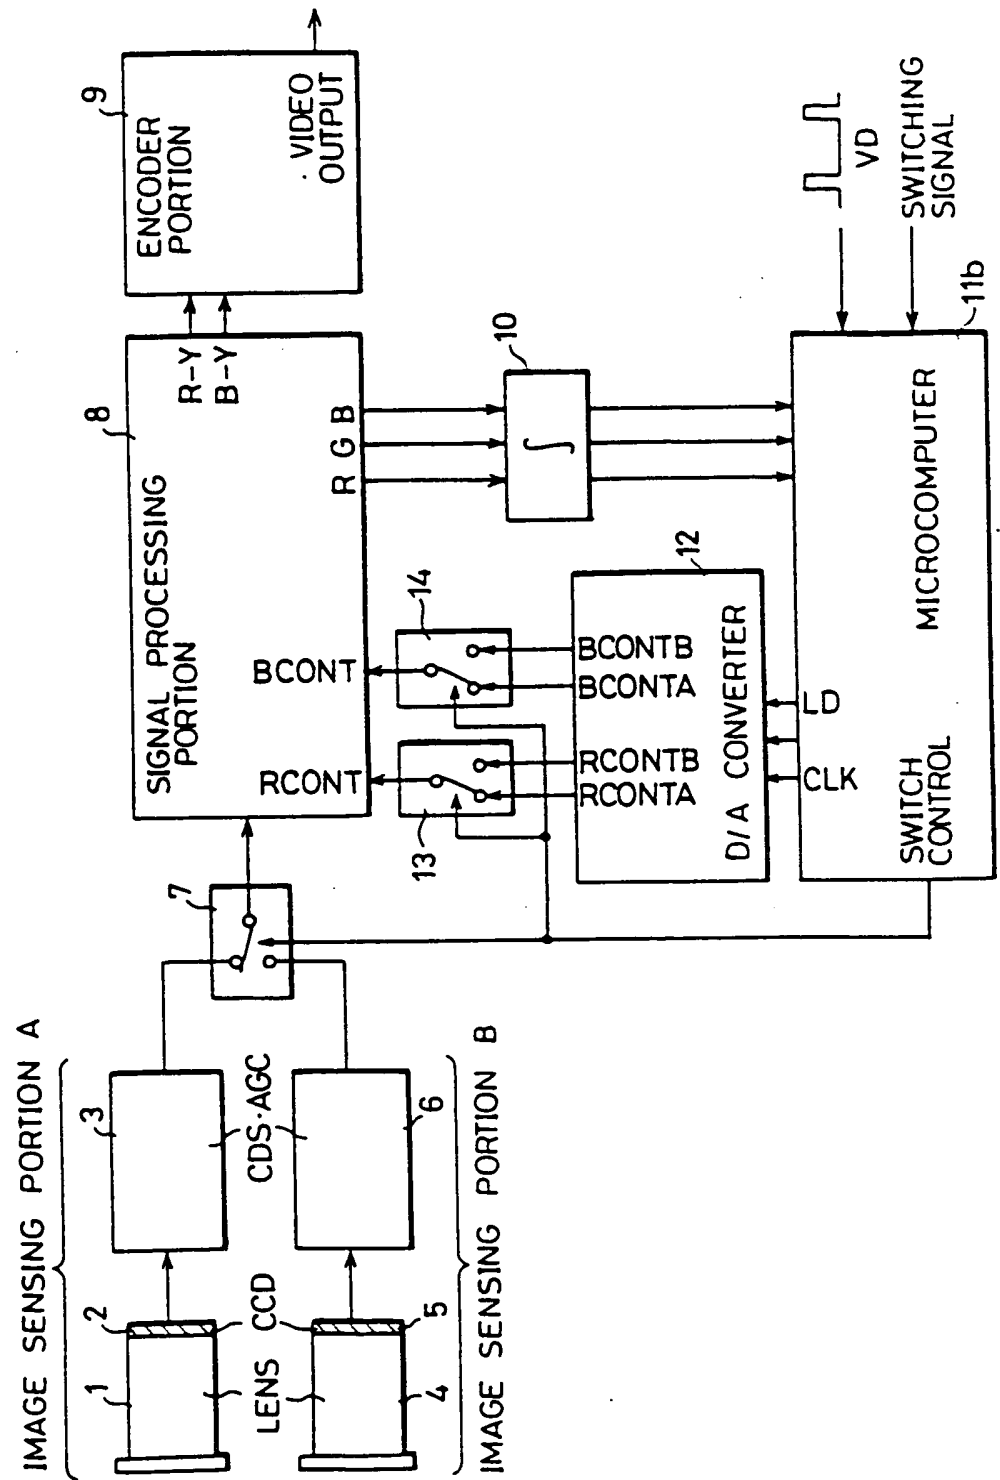 IMAGE SENSING PORTION A
1
2
3
LENS
CCD
CDS·AGC
4
5
6
IMAGE SENSING PORTION B
7
8
SIGNAL PROCESSING
PORTION
R-Y
B-Y
RCONT
BCONT
R
G
B
9
ENCODER
PORTION
VIDEO
OUTPUT
13
14
10
∫
12
RCONTA
RCONTB
BCONTA
BCONTB
D/A CONVERTER
CLK
LD
SWITCH
CONTROL
MICROCOMPUTER
11b
VD
SWITCHING
SIGNAL